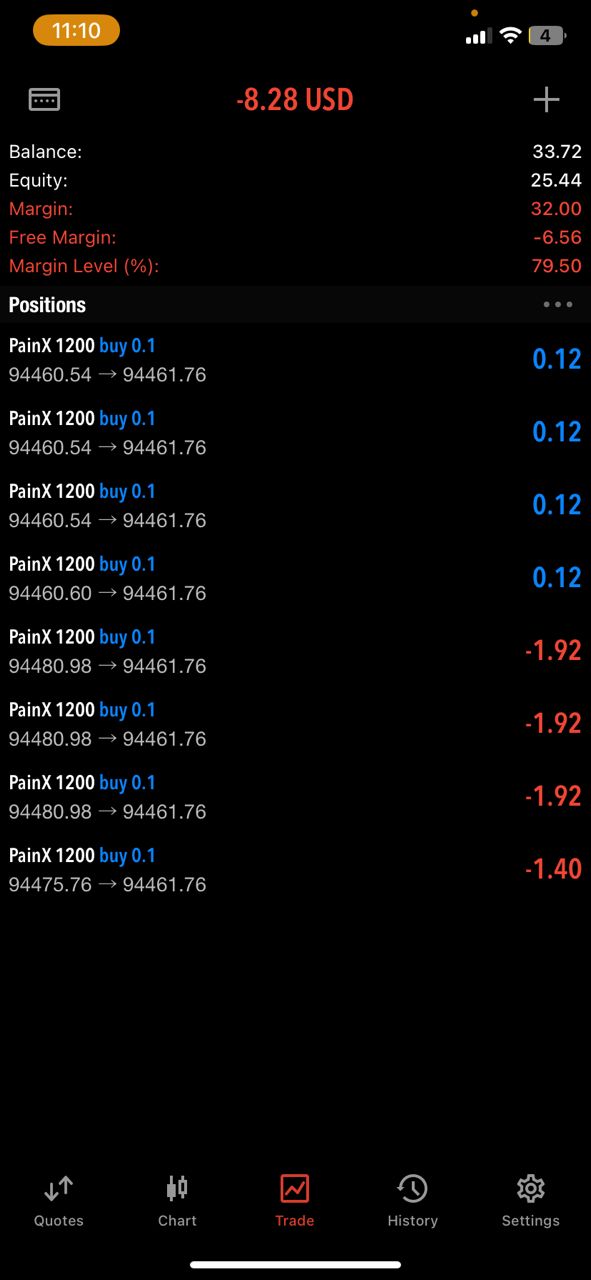 11:10
4
-8.28 USD
Balance: 33.72
Equity: 25.44
Margin: 32.00
Free Margin: -6.56
Margin Level (%): 79.50
Positions
PainX 1200 buy 0.1
94460.54 → 94461.76 0.12
PainX 1200 buy 0.1
94460.54 → 94461.76 0.12
PainX 1200 buy 0.1
94460.54 → 94461.76 0.12
PainX 1200 buy 0.1
94460.60 → 94461.76 0.12
PainX 1200 buy 0.1
94480.98 → 94461.76 -1.92
PainX 1200 buy 0.1
94480.98 → 94461.76 -1.92
PainX 1200 buy 0.1
94480.98 → 94461.76 -1.92
PainX 1200 buy 0.1
94475.76 → 94461.76 -1.40
Quotes Chart Trade History Settings